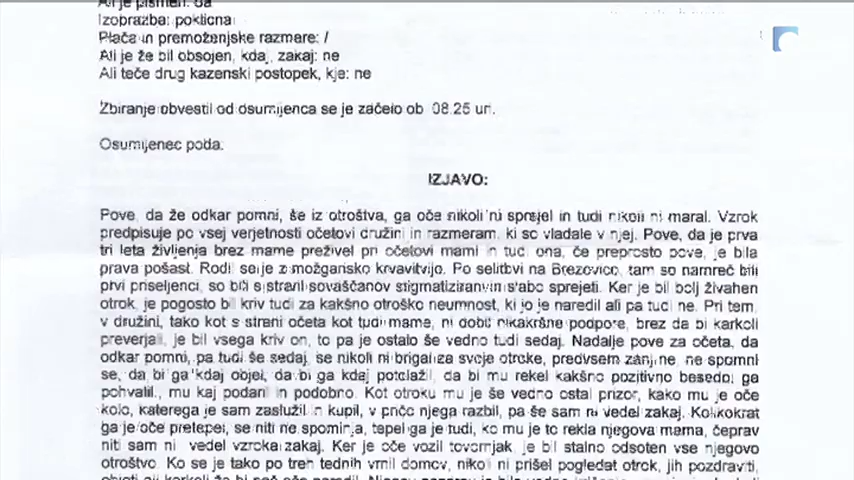 Ali je pismen: da
Izobrazba: poklicna
Plača in premoženjske razmere: /
Ali je že bil obsojen, kdaj, zakaj: ne
Ali teče drug kazenski postopek, kje: ne
Zbiranje obvestil od osumljenca se je začelo ob 08.25 uri.
Osumljenec poda:
IZJAVO:
Pove, da že odkar pomni, še iz otroštva, ga oče nikoli ni sprejel in tudi nikoli ni maral. Vzrok
predpisuje po vsej verjetnosti očetovi družini in razmeram, ki so vladale v njej. Pove, da je prva
tri leta življenja brez mame preživel pri očetovi mami in tudi ona, če preprosto pove, je bila
prava pošast. Rodil se je z možgansko krvavitvijo. Po selitvi na Brezovico, tam so namreč bili
prvi priseljenci, so bili s strani sovaščanov stigmatizirani in slabo sprejeti. Ker je bil bolj živahen
otrok, je pogosto bil kriv tudi za kakšno otroško neumnost, ki jo je naredil ali pa tudi ne. Pri tem
v družini, tako kot s strani očeta kot tudi mame, ni dobil nikakršne podpore, brez da bi karkoli
preverjali, je bil vsega kriv on, to pa je ostalo še vedno tudi sedaj. Nadalje pove za očeta, da
odkar pomni, pa tudi še sedaj, se nikoli ni brigal za svoje otroke, predvsem zanj ne, ne spomni
se, da bi ga kdaj objel, da bi ga kdaj potolažil, da bi mu rekel kakšno pozitivno besedo, ga
pohvalil, mu kaj podaril in podobno. Kot otroku mu je še vedno ostal prizor, kako mu je oče
kolo, katerega je sam zaslužil in kupil, v pričo njega razbil, pa še sam ni vedel zakaj. Kolikokrat
ga je oče pretepel, se niti ne spominja, tepel ga je tudi, ko mu je to rekla njegova mama, čeprav
niti sam ni vedel vzroka zakaj. Ker je oče vozil tovornjak, je bil stalno odsoten vse njegovo
otroštvo. Ko se je tako po treh tednih vrnil domov, nikoli ni prišel pogledat otrok, jih pozdraviti,